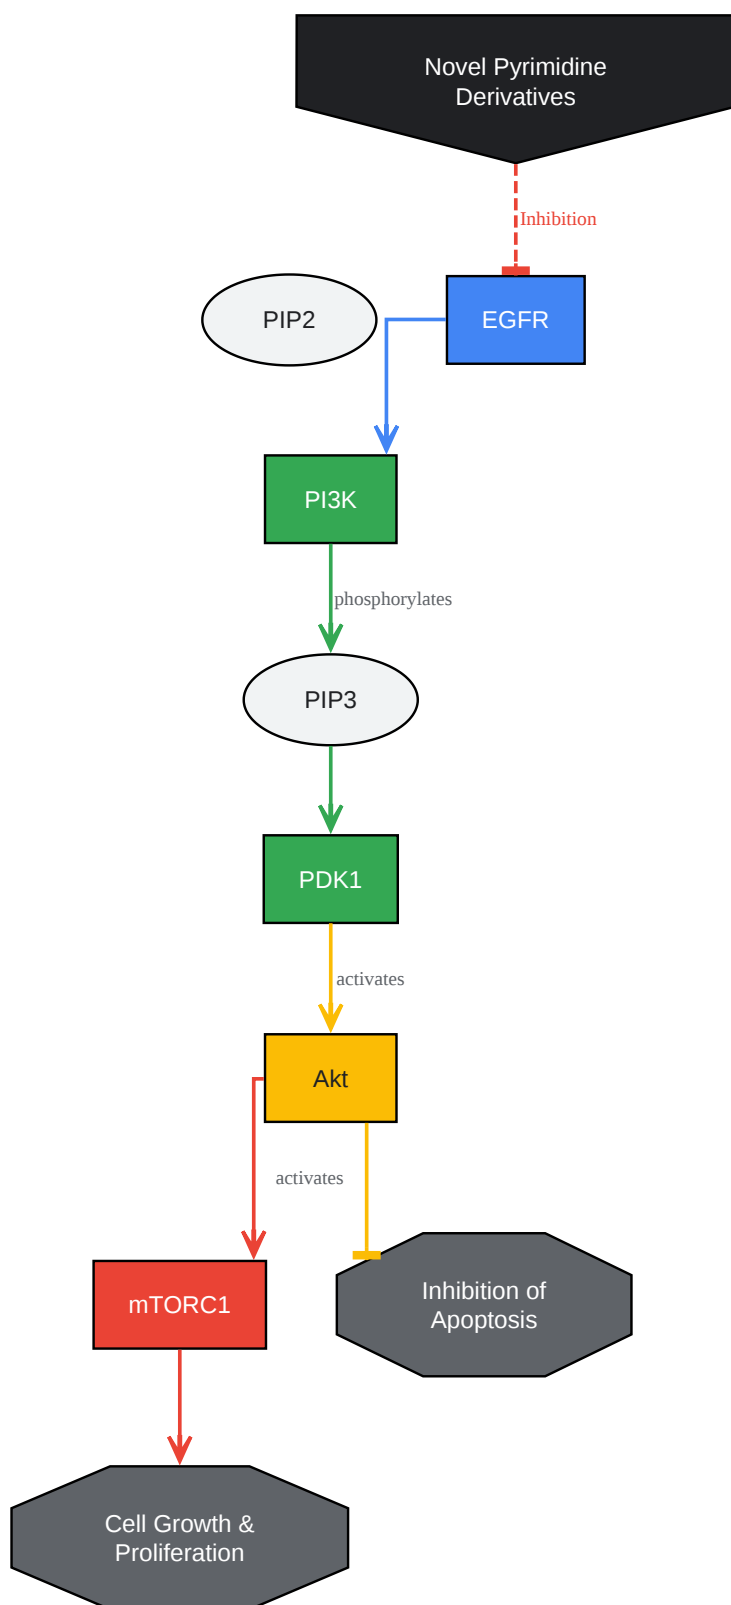 Novel Pyrimidine
Derivatives
Inhibition
PIP2
EGFR
PI3K
phosphorylates
PIP3
PDK1
activates
Akt
activates
mTORC1
Inhibition of
Apoptosis
Cell Growth &
Proliferation